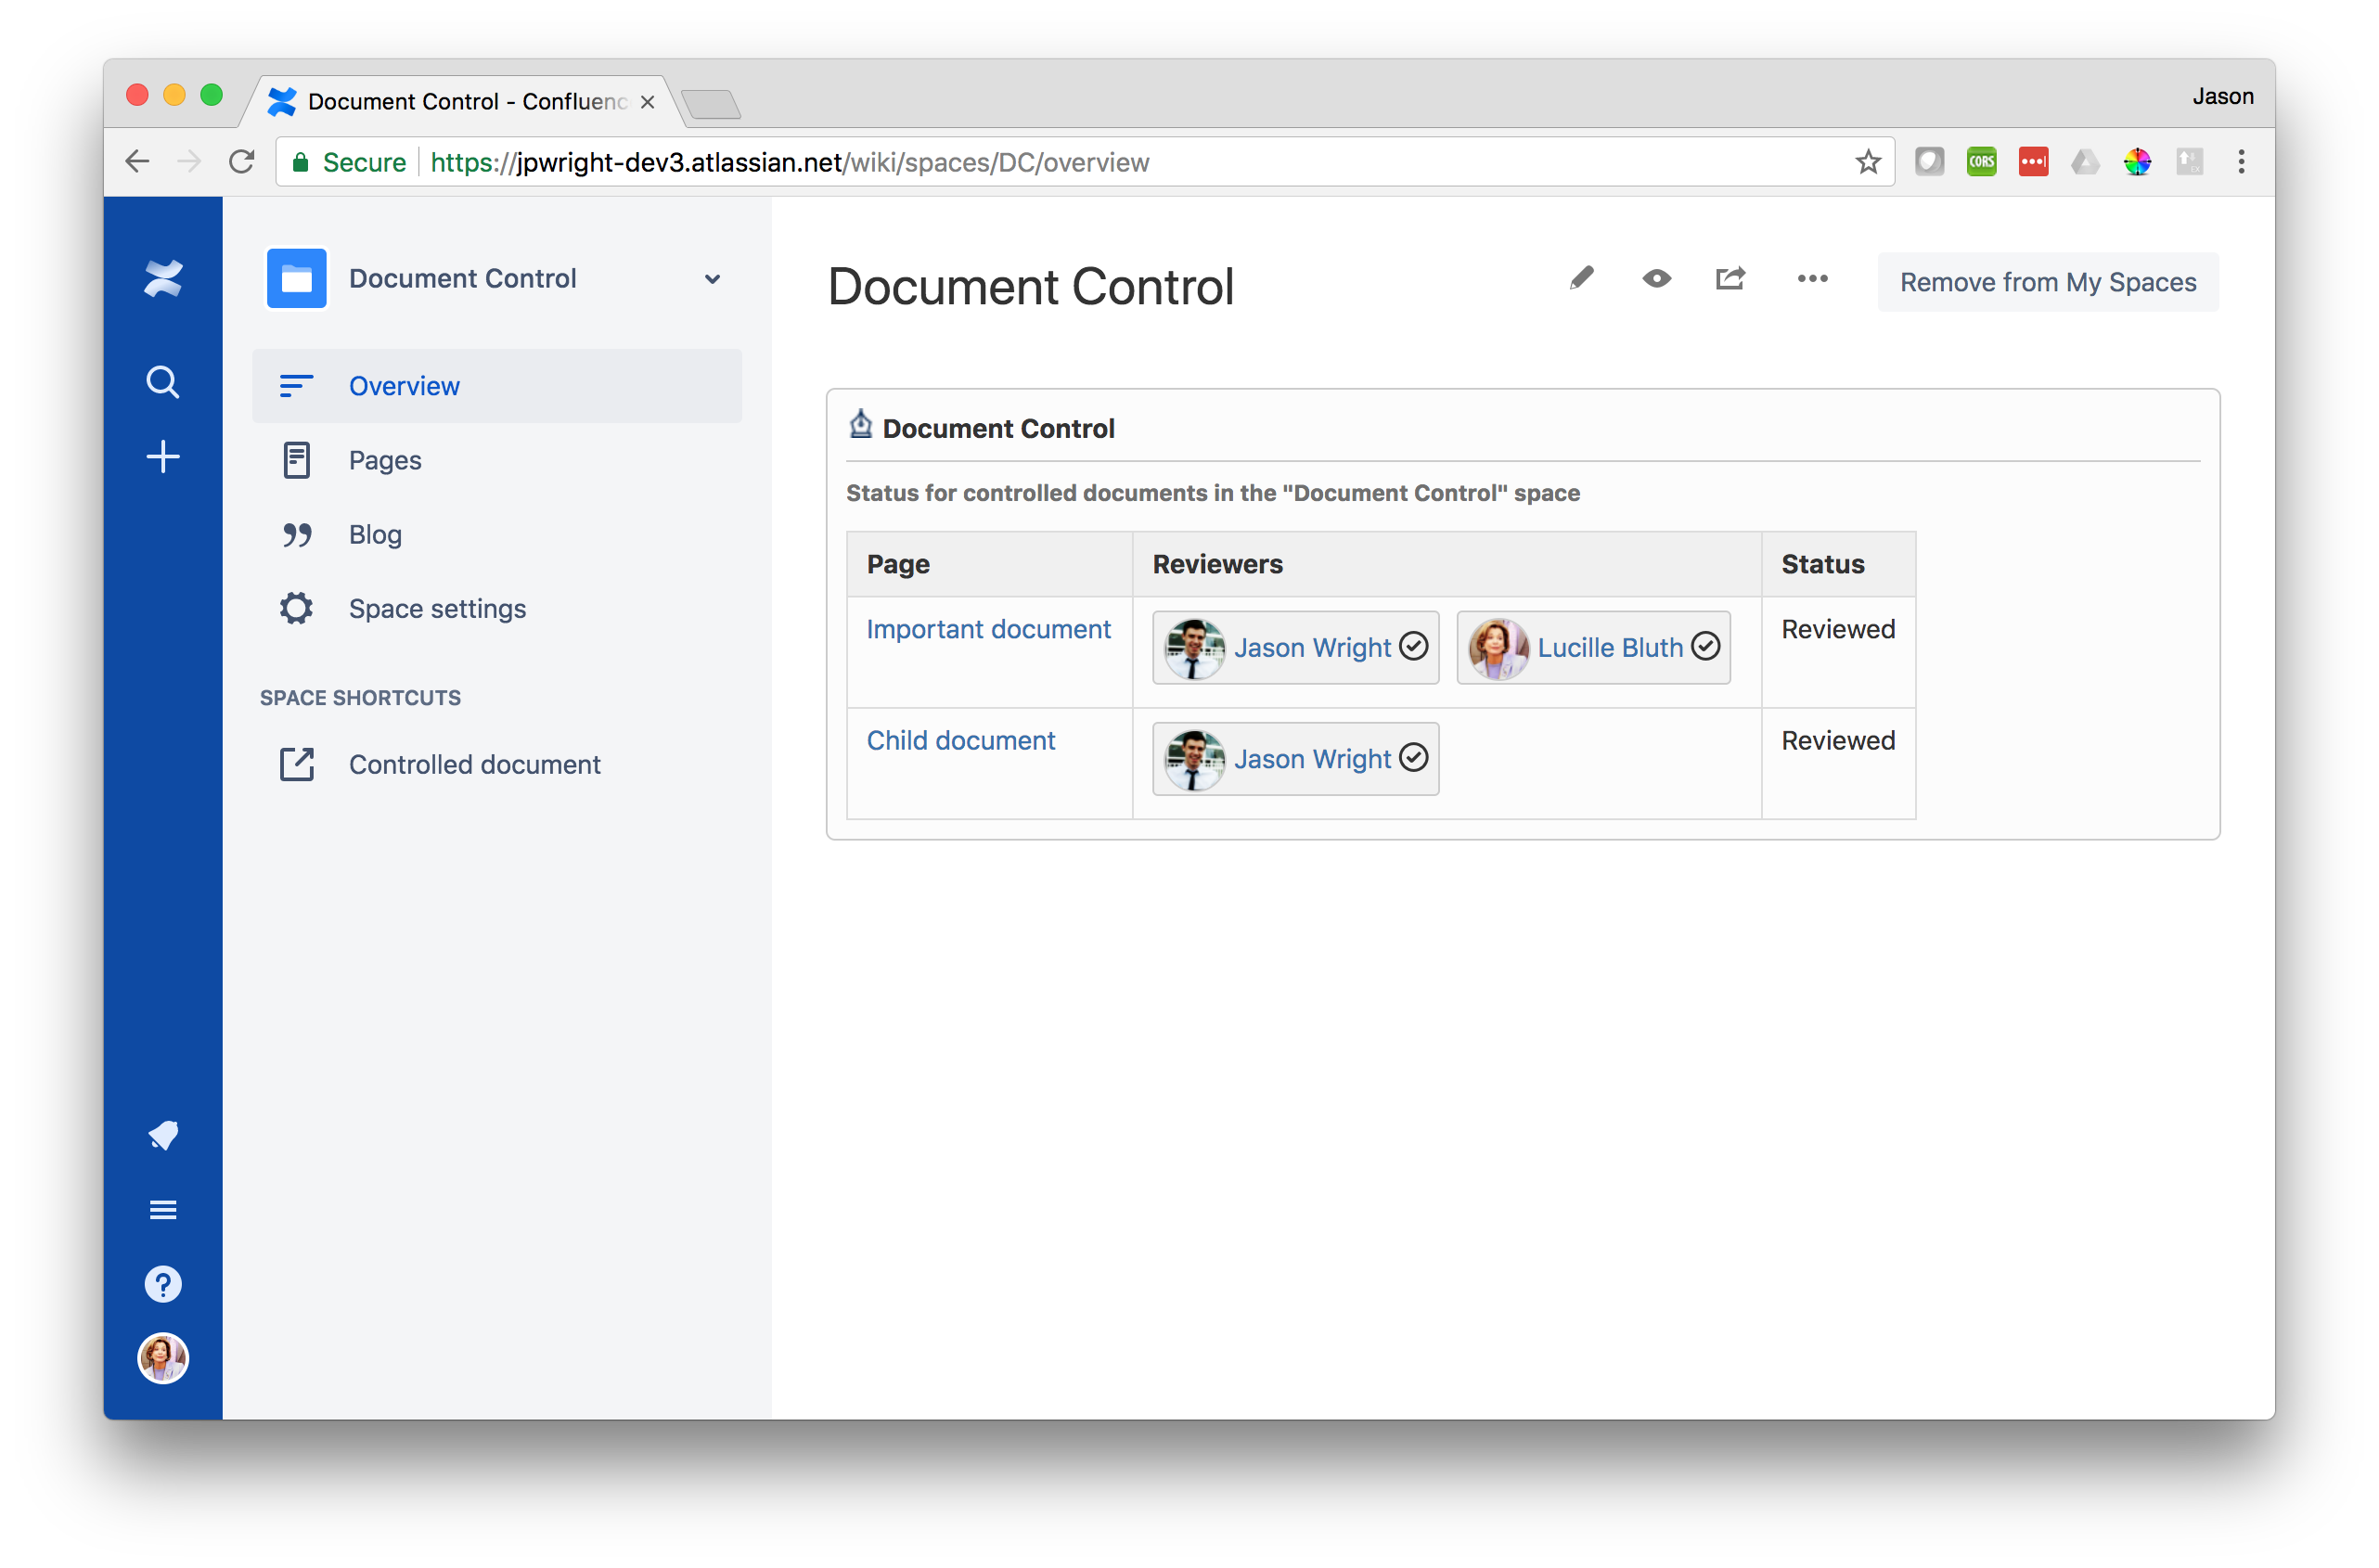 Document Control - Confluenc
Jason
Secure https://jpwright-dev3.atlassian.net/wiki/spaces/DC/overview
CORS
Document Control
Overview
Pages
Blog
Space settings
SPACE SHORTCUTS
Controlled document
Document Control
Remove from My Spaces
Document Control
Status for controlled documents in the "Document Control" space
Page Reviewers Status
Important document Jason Wright Lucille Bluth Reviewed
Child document Jason Wright Reviewed